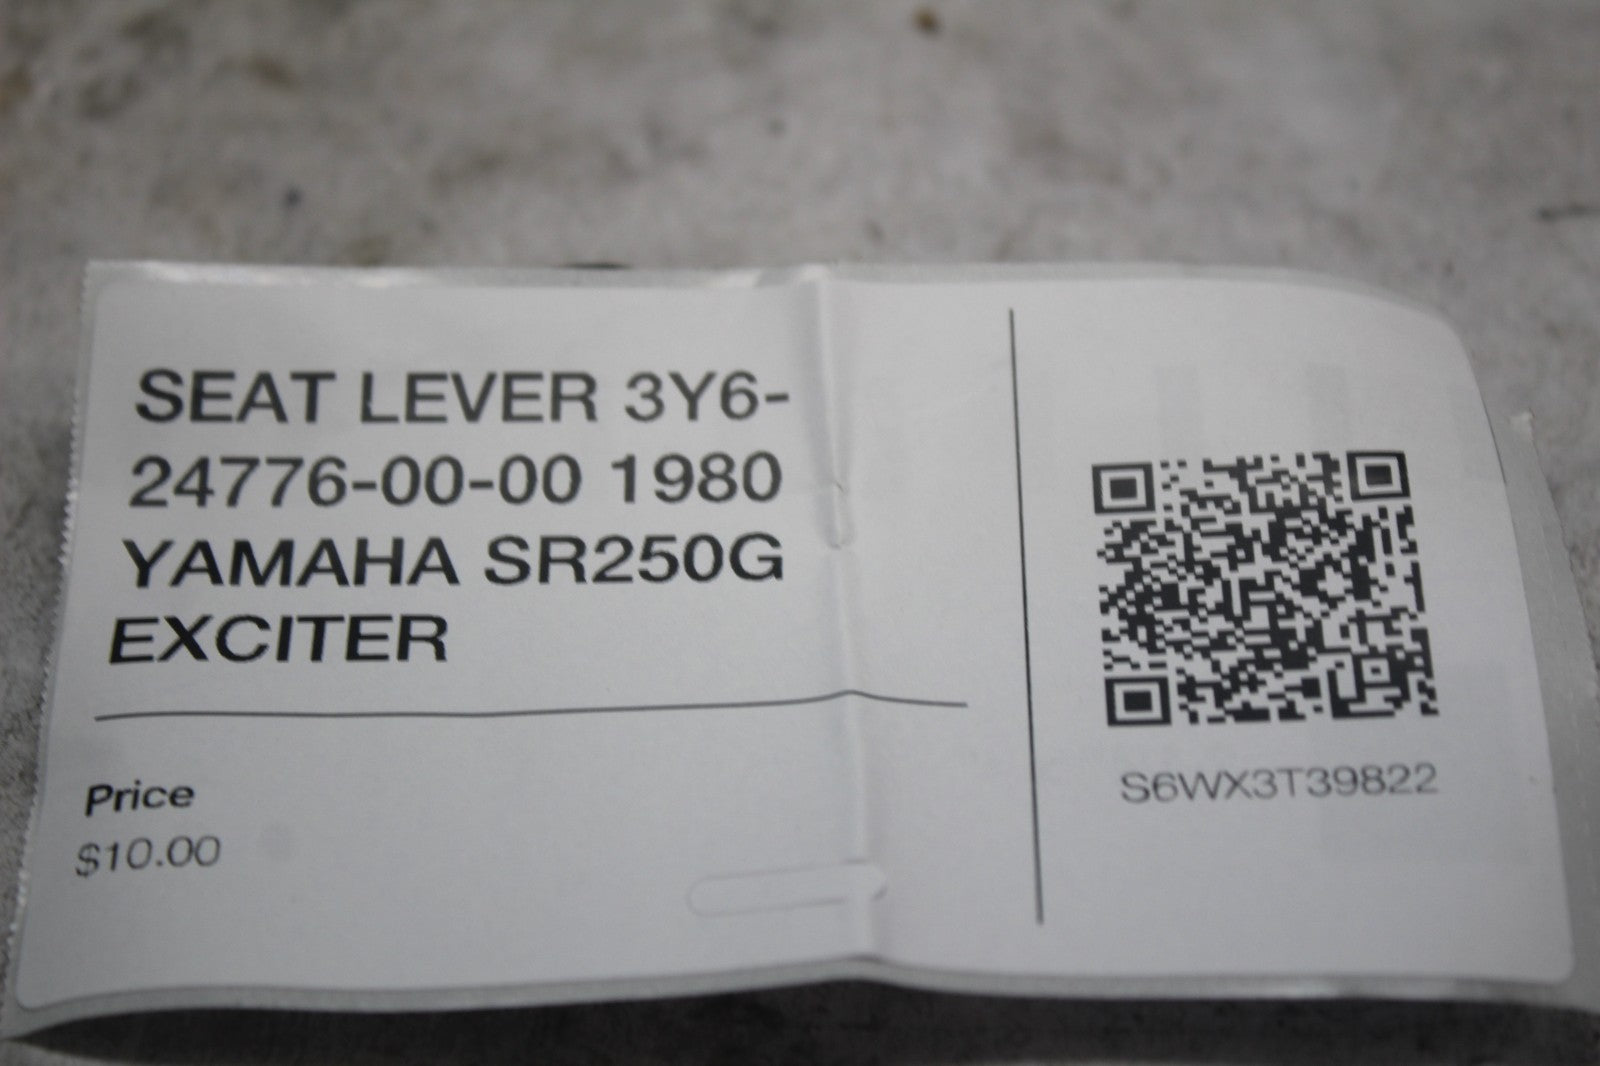 SEAT LEVER 3Y6-
24776-00-00 1980
YAMAHA SR250G
EXCITER
Price
$10.00
S6WX3T39822